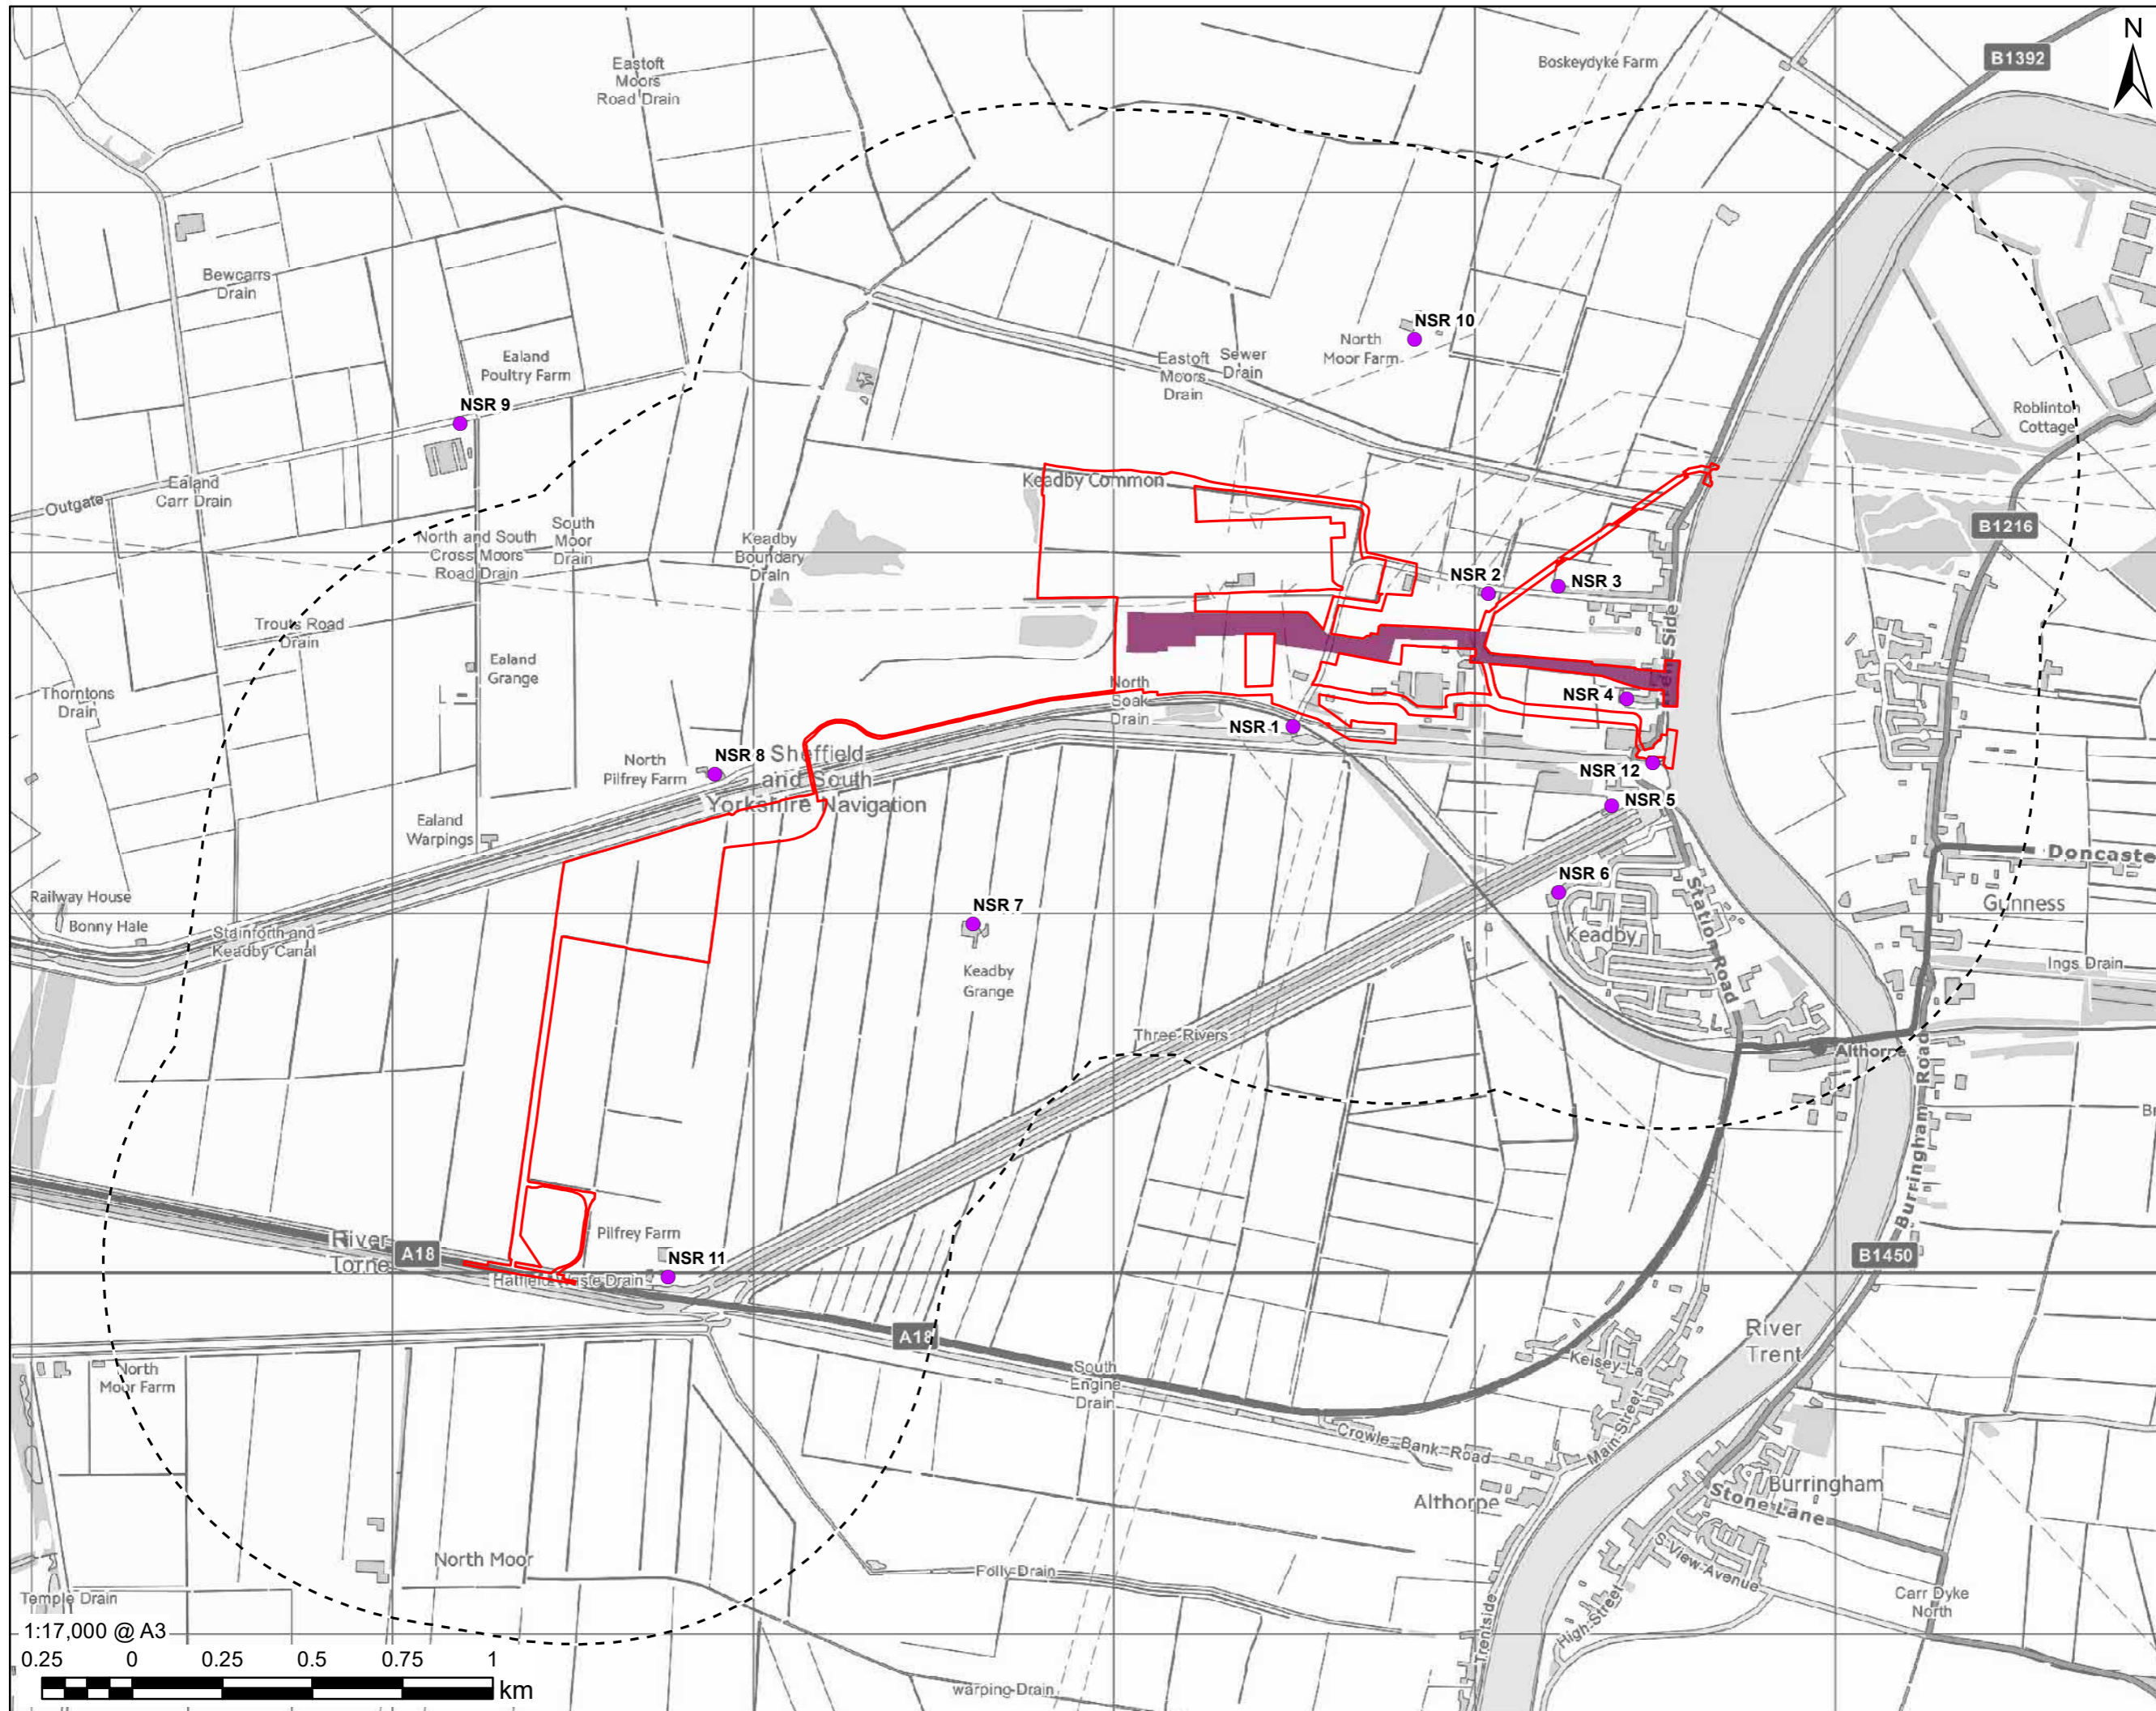 N
B1392
Boskeydyke Farm
Eastoft
Moors
Road Drain
Bewcarrs
Drain
NSR 10
North
Moor Farm
Eastoft
Moors
Drain
Sewer
Drain
Ealand
Poultry Farm
NSR 9
Roblinton
Cottage
Outgate
Ealand
Carr Drain
Keadby Common
B1216
North and South
Cross Moors
Road Drain
South
Moor
Drain
Keadby
Boundary
Drain
NSR 2
NSR 3
Trouts Road
Drain
Side
Ealand
Grange
Thorntons
Drain
North
Soak
Drain
NSR 4
NSR 1
North
Pilfrey Farm
NSR 8
Sheffield
and South
Yorkshire Navigation
NSR 12
NSR 5
Ealand
Warpings
Doncaste
Railway House
Bonny Hale
Stainforth and
Keadby Canal
NSR 7
Keadby
Grange
NSR 6
Keadby
Station Road
Gunness
Ings Drain
Three Rivers
Althorpe
Burringham Road
Br
River
Torne
A18
Pilfrey Farm
NSR 11
Hatfield Waste Drain
B1450
A18
River
Trent
North
Moor Farm
South
Engine
Drain
Kelsey La
Main Street
Crowle Bank Road
Althorpe
Burringham
Stone Lane
S View Avenue
North Moor
Folly Drain
Temple Drain
Carr Dyke
North
High Street
Trentside
warping Drain
1:17,000 @ A3
0.25 0 0.25 0.5 0.75 1
km